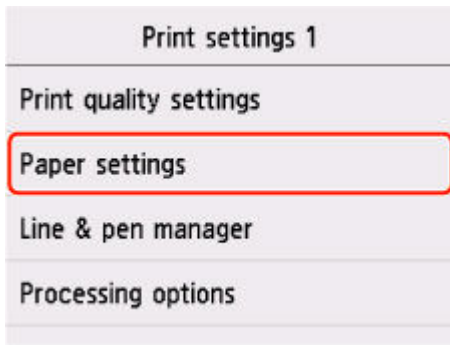 Print settings 1
Print quality settings
Paper settings
Line & pen manager
Processing options